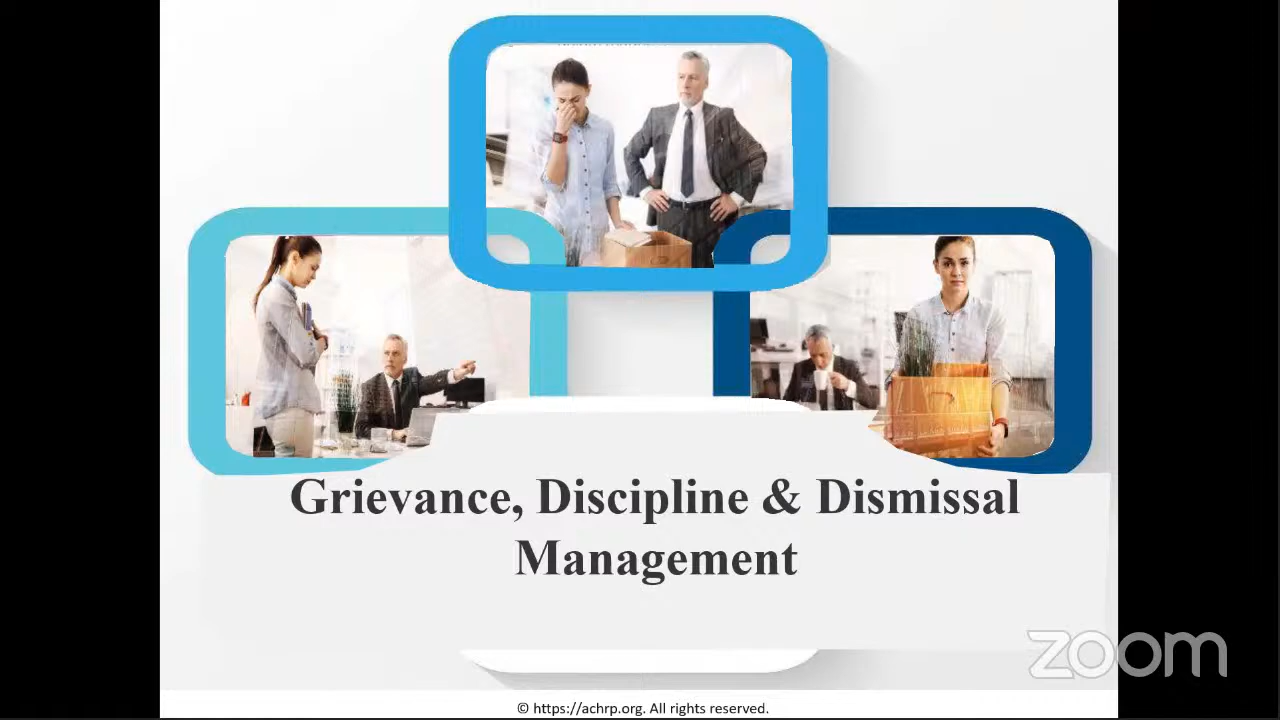 Grievance, Discipline & Dismissal
Management
zoom
© https://achrp.org. All rights reserved.